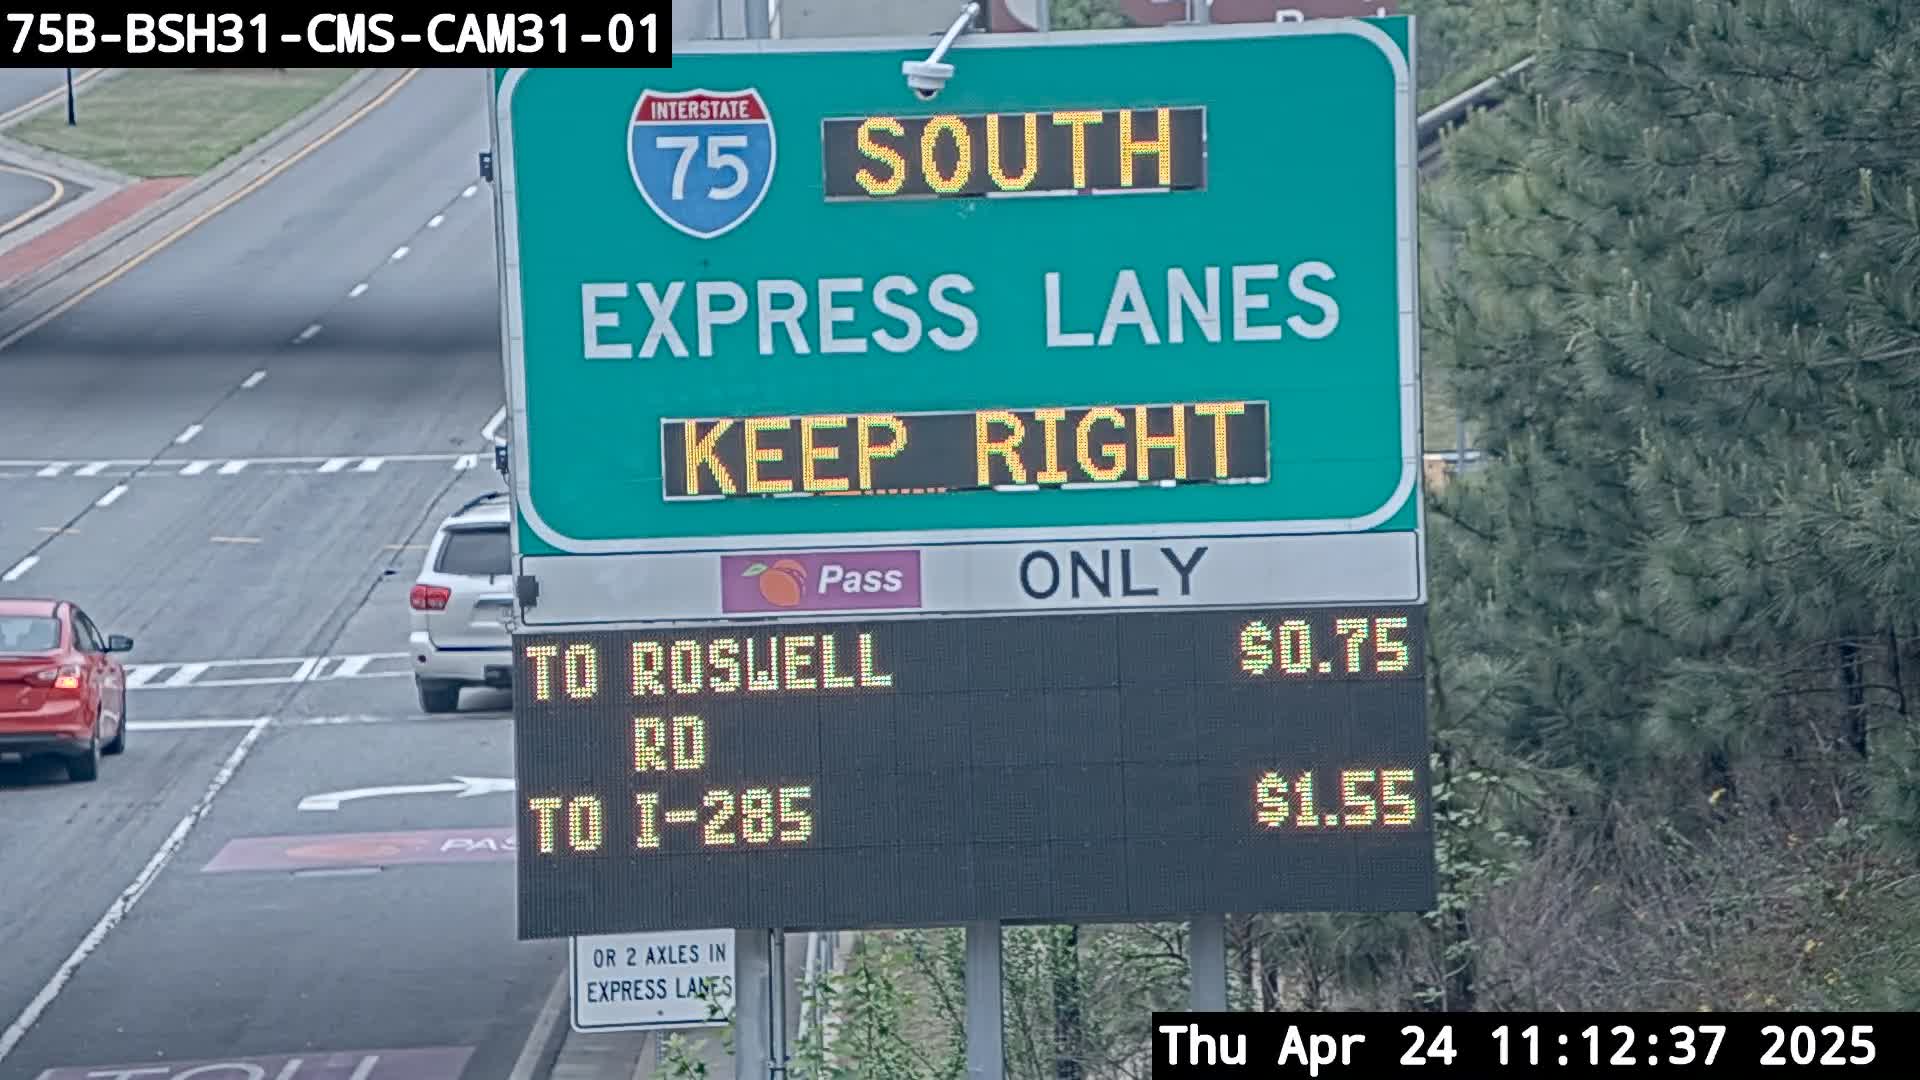 75B-BSH31-CMS-CAM31-01
INTERSTATE
75
SOUTH
EXPRESS LANES
KEEP RIGHT
Pass
ONLY
TO ROSWELL $0.75
RD
TO I-285 $1.55
OR 2 AXLES IN
EXPRESS LANES
Thu Apr 24 11:12:37 2025